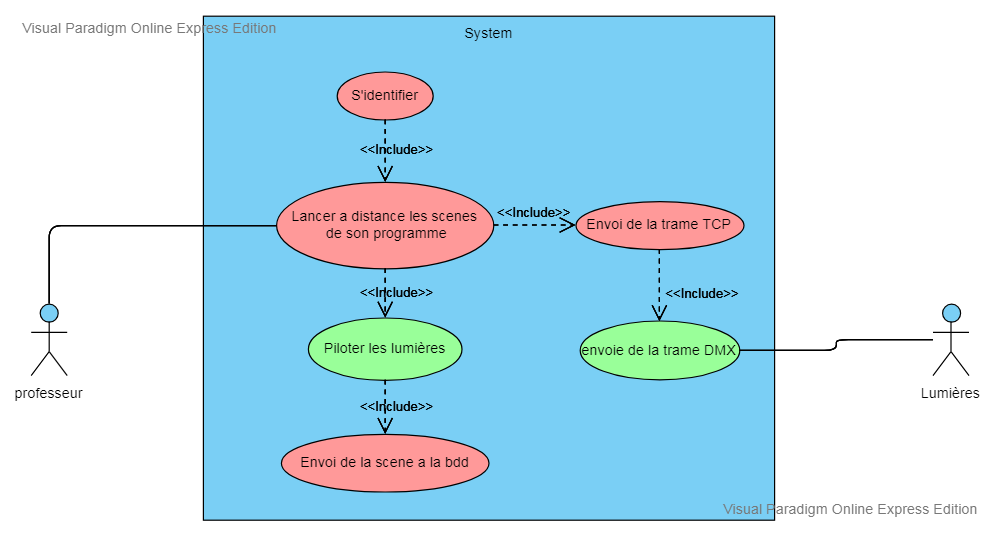 Visual Paradigm Online Express Edition
System
S'identifier
<<Include>>
Lancer a distance les scenes
de son programme
<<Include>>
Envoi de la trame TCP
<<Include>>
<<Include>>
Piloter les lumières
envoie de la trame DMX
professeur
Lumières
<<Include>>
Envoi de la scene a la bdd
Visual Paradigm Online Express Edition